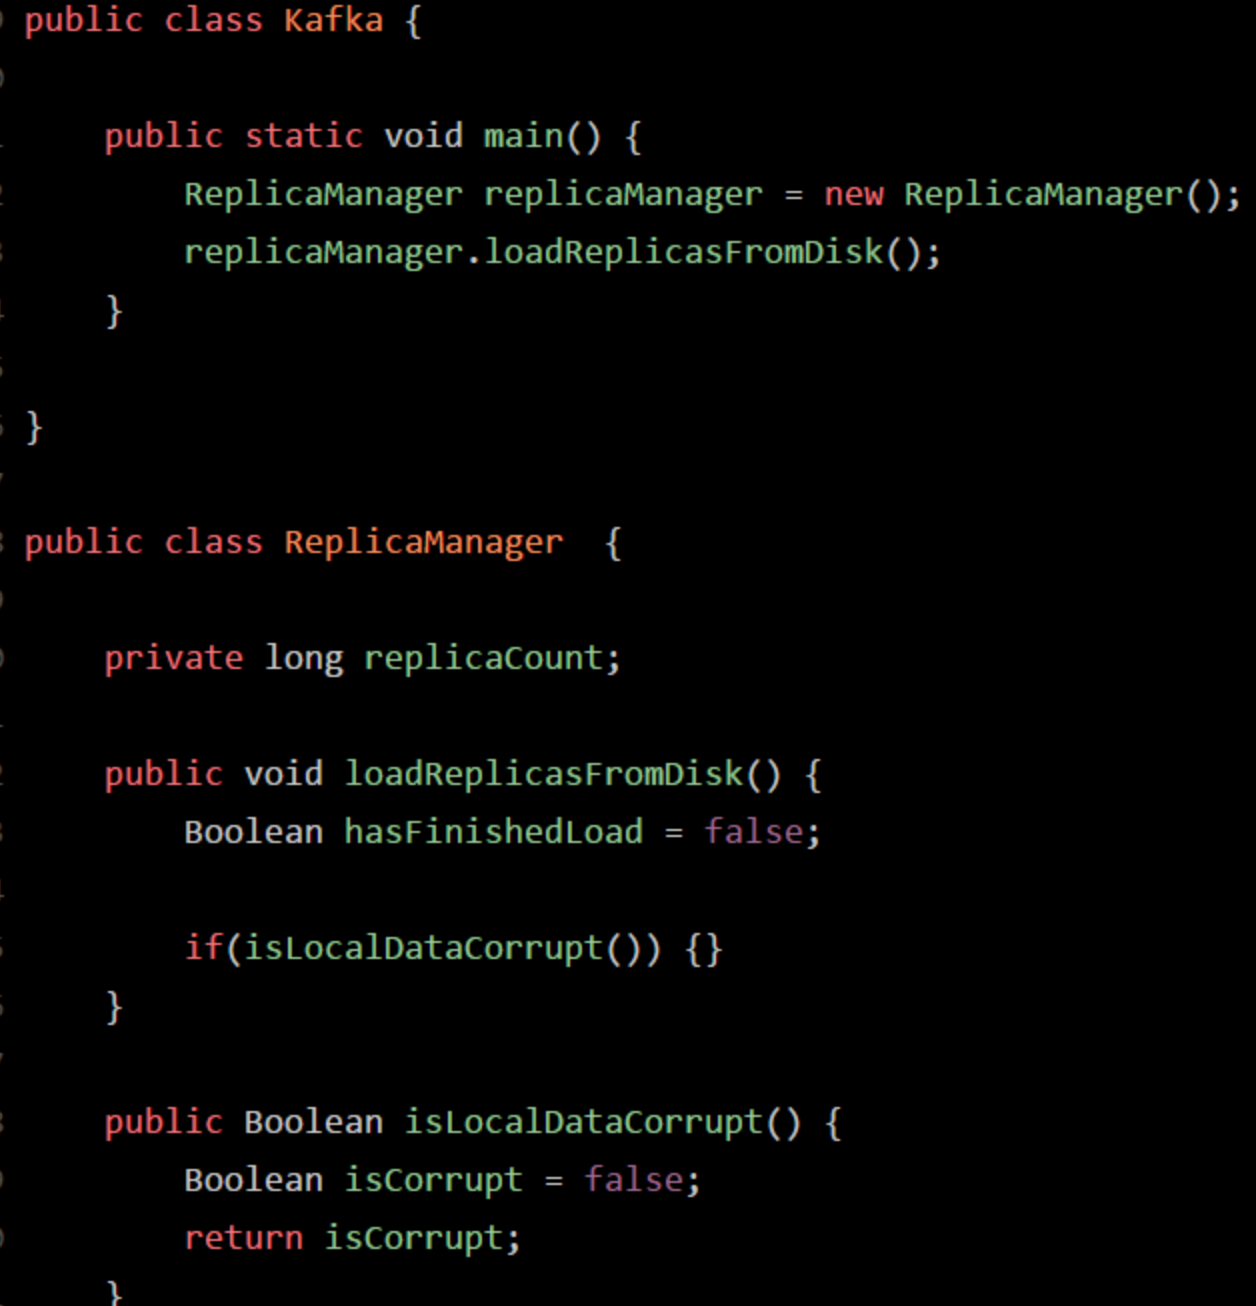 public class Kafka {
    public static void main() {
        ReplicaManager replicaManager = new ReplicaManager();
        replicaManager.loadReplicasFromDisk();
    }
}
public class ReplicaManager  {
    private long replicaCount;
    public void loadReplicasFromDisk() {
        Boolean hasFinishedLoad = false;
        if(isLocalDataCorrupt()) {}
    }
    public Boolean isLocalDataCorrupt() {
        Boolean isCorrupt = false;
        return isCorrupt;
    }